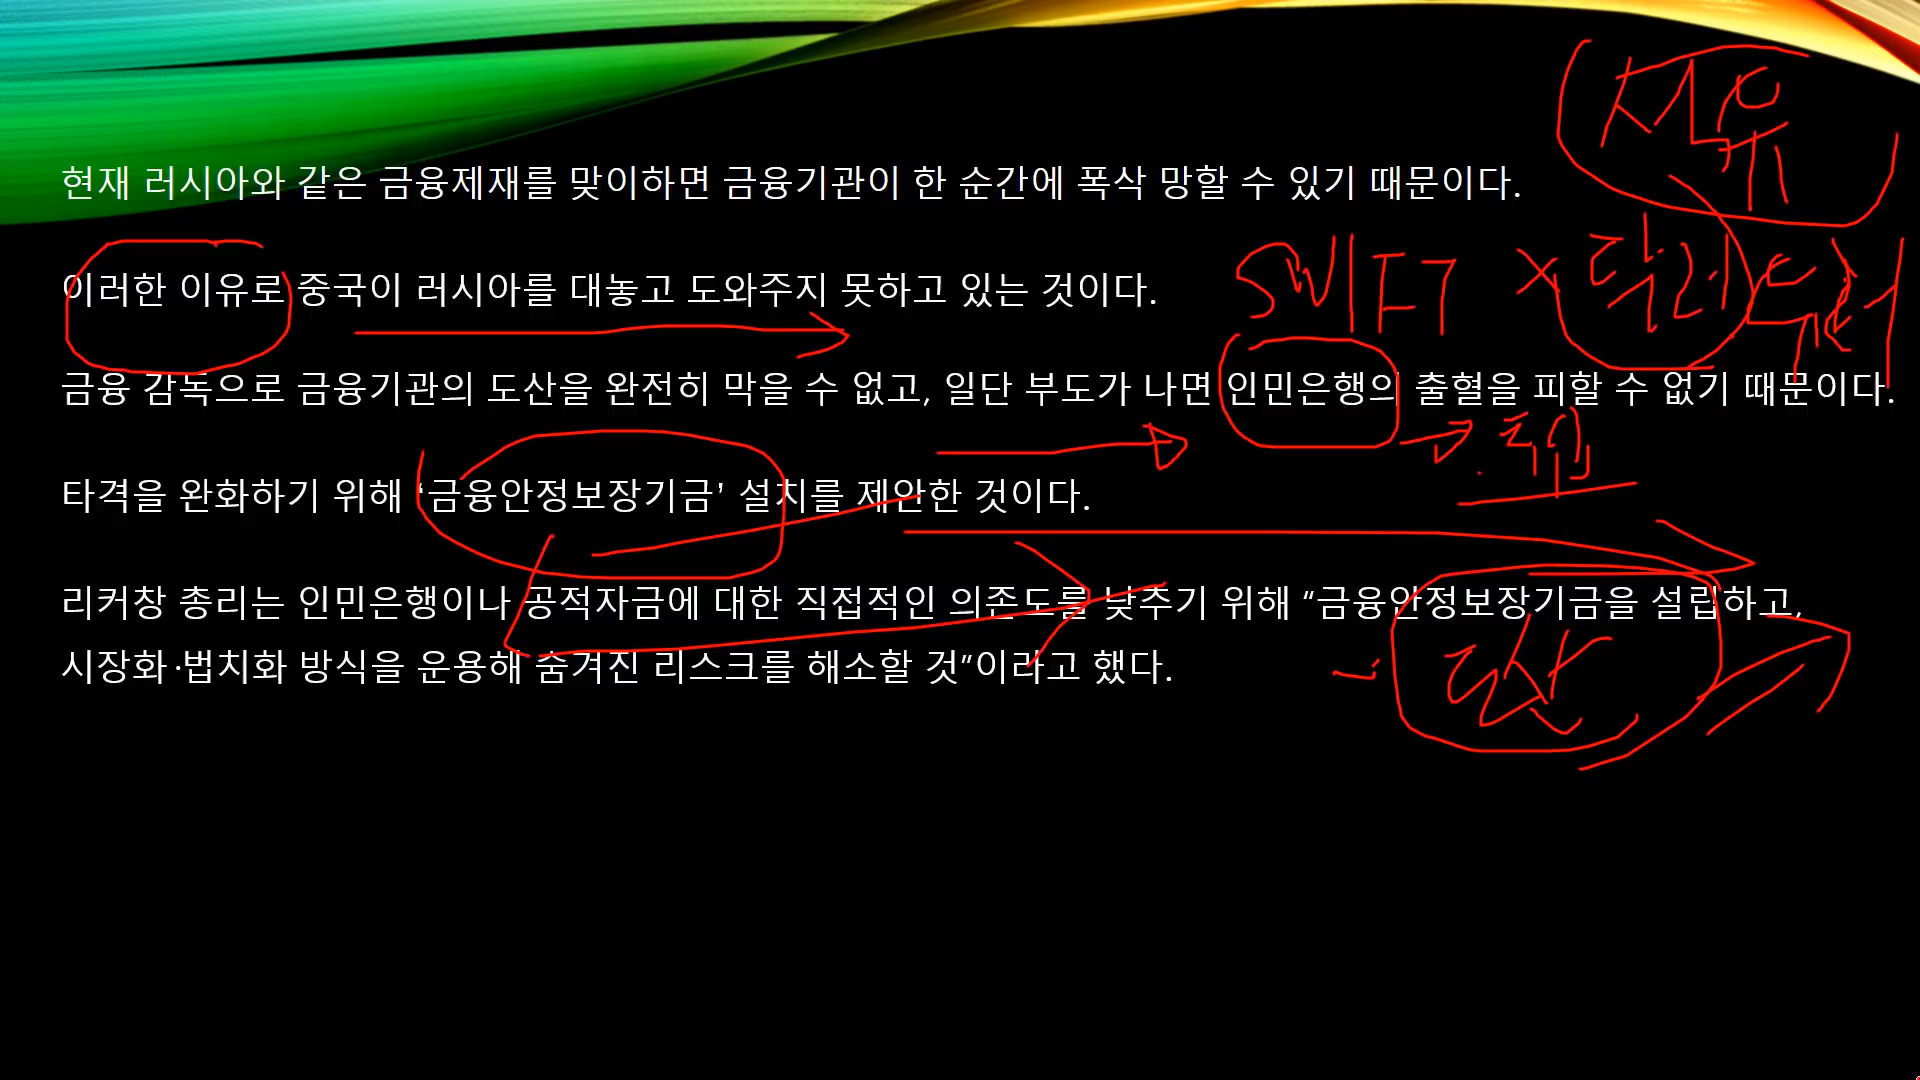 석유
현재 러시아와 같은 금융제재를 맞이하면 금융기관이 한 순간에 폭삭 망할 수 있기 때문이다.
SWIFT X 달러
이러한 이유로 중국이 러시아를 대놓고 도와주지 못하고 있는 것이다.
금융 감독으로 금융기관의 도산을 완전히 막을 수 없고, 일단 부도가 나면 인민은행의 출혈을 피할 수 없기 때문이다.
타격을 완화하기 위해 ‘금융안정보장기금’ 설치를 제안한 것이다.
리커창 총리는 인민은행이나 공적자금에 대한 직접적인 의존도를 낮추기 위해 “금융안정보장기금을 설립하고,
시장화·법치화 방식을 운용해 숨겨진 리스크를 해소할 것”이라고 했다.